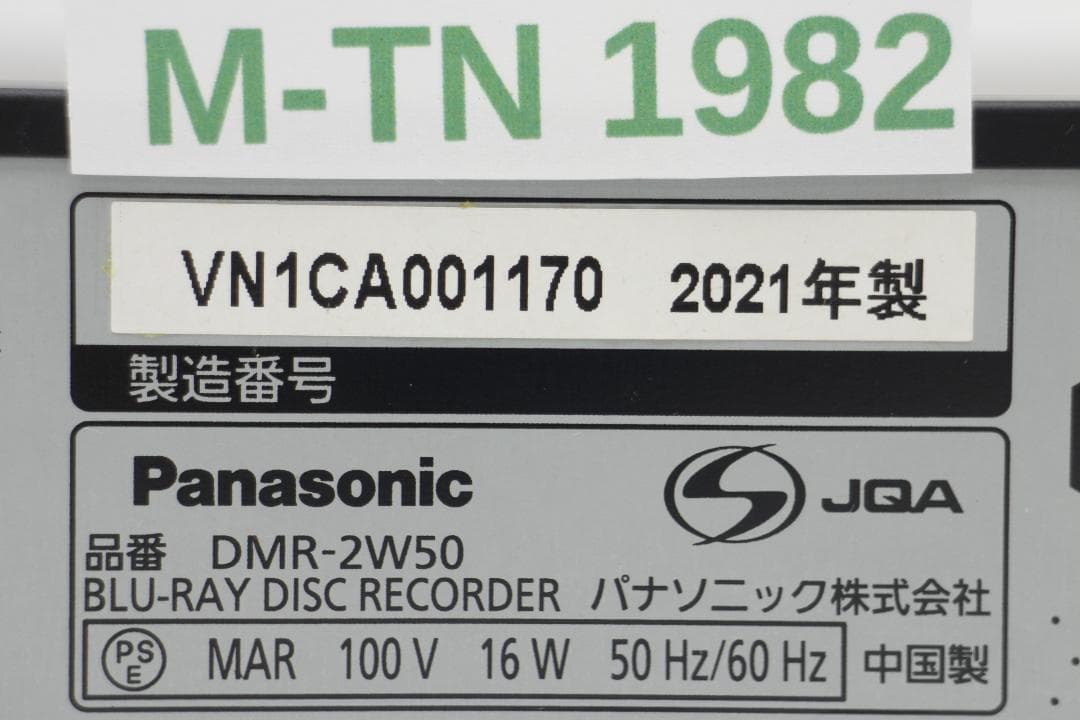 M-TN 1982
VN1CA001170 2021年製
製造番号
Panasonic JQA
品番 DMR-2W50
BLU-RAY DISC RECORDER パナソニック株式会社
PSE MAR 100 V 16 W 50 Hz/60 Hz 中国製